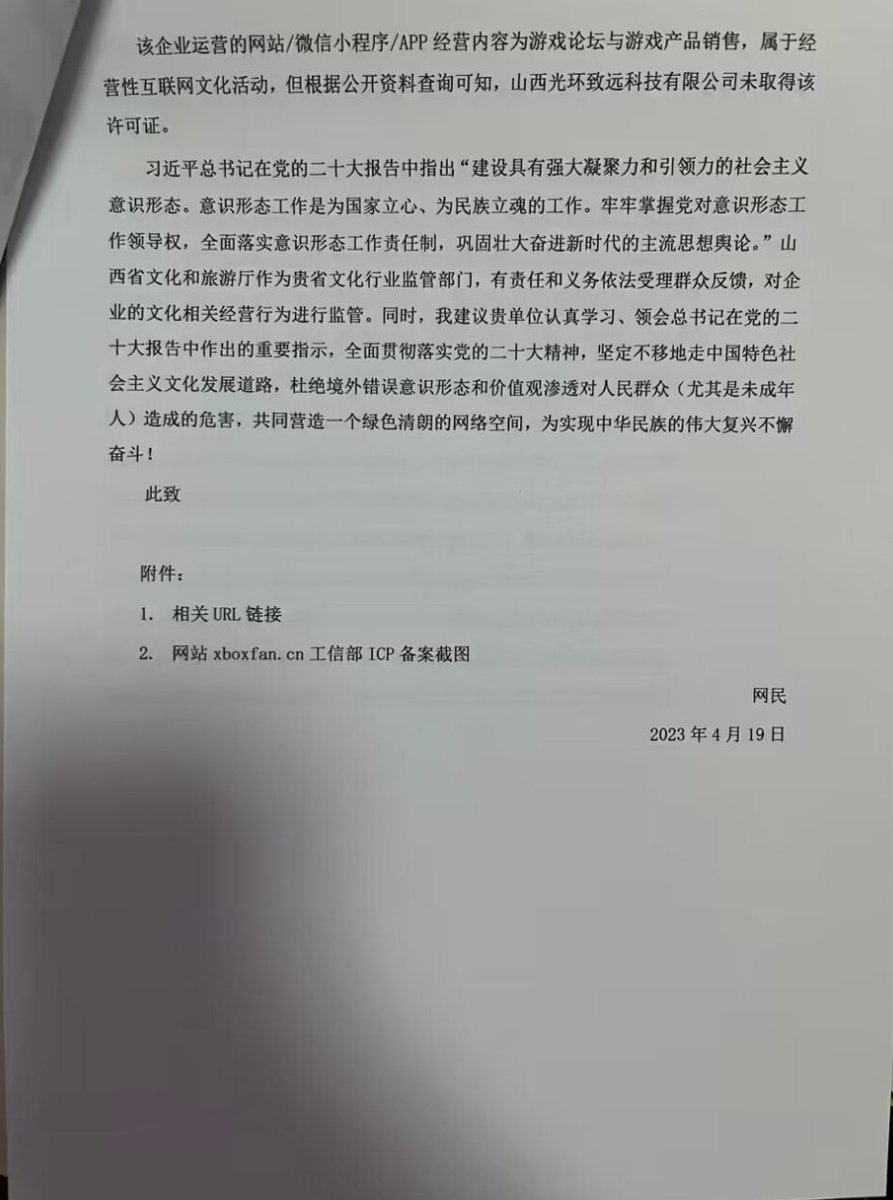 该企业运营的网站/微信小程序/APP 经营内容为游戏论坛与游戏产品销售，属于经
营性互联网文化活动，但根据公开资料查询可知，山西光环致远科技有限公司未取得该
许可证。
习近平总书记在党的二十大报告中指出“建设具有强大凝聚力和引领力的社会主义
意识形态。意识形态工作是为国家立心、为民族立魂的工作。牢牢掌握党对意识形态工
作领导权，全面落实意识形态工作责任制，巩固壮大奋进新时代的主流思想舆论。”山
西省文化和旅游厅作为贵省文化行业监管部门，有责任和义务依法受理群众反馈，对企
业的文化相关经营行为进行监管。同时，我建议贵单位认真学习、领会总书记在党的二
十大报告中作出的重要指示，全面贯彻落实党的二十大精神，坚定不移地走中国特色社
会主义文化发展道路，杜绝境外错误意识形态和价值观渗透对人民群众（尤其是未成年
人）造成的危害，共同营造一个绿色清朗的网络空间，为实现中华民族的伟大复兴不懈
奋斗！
此致
附件：
1. 相关 URL 链接
2. 网站 xboxfan.cn 工信部 ICP 备案截图
网民
2023 年 4 月 19 日